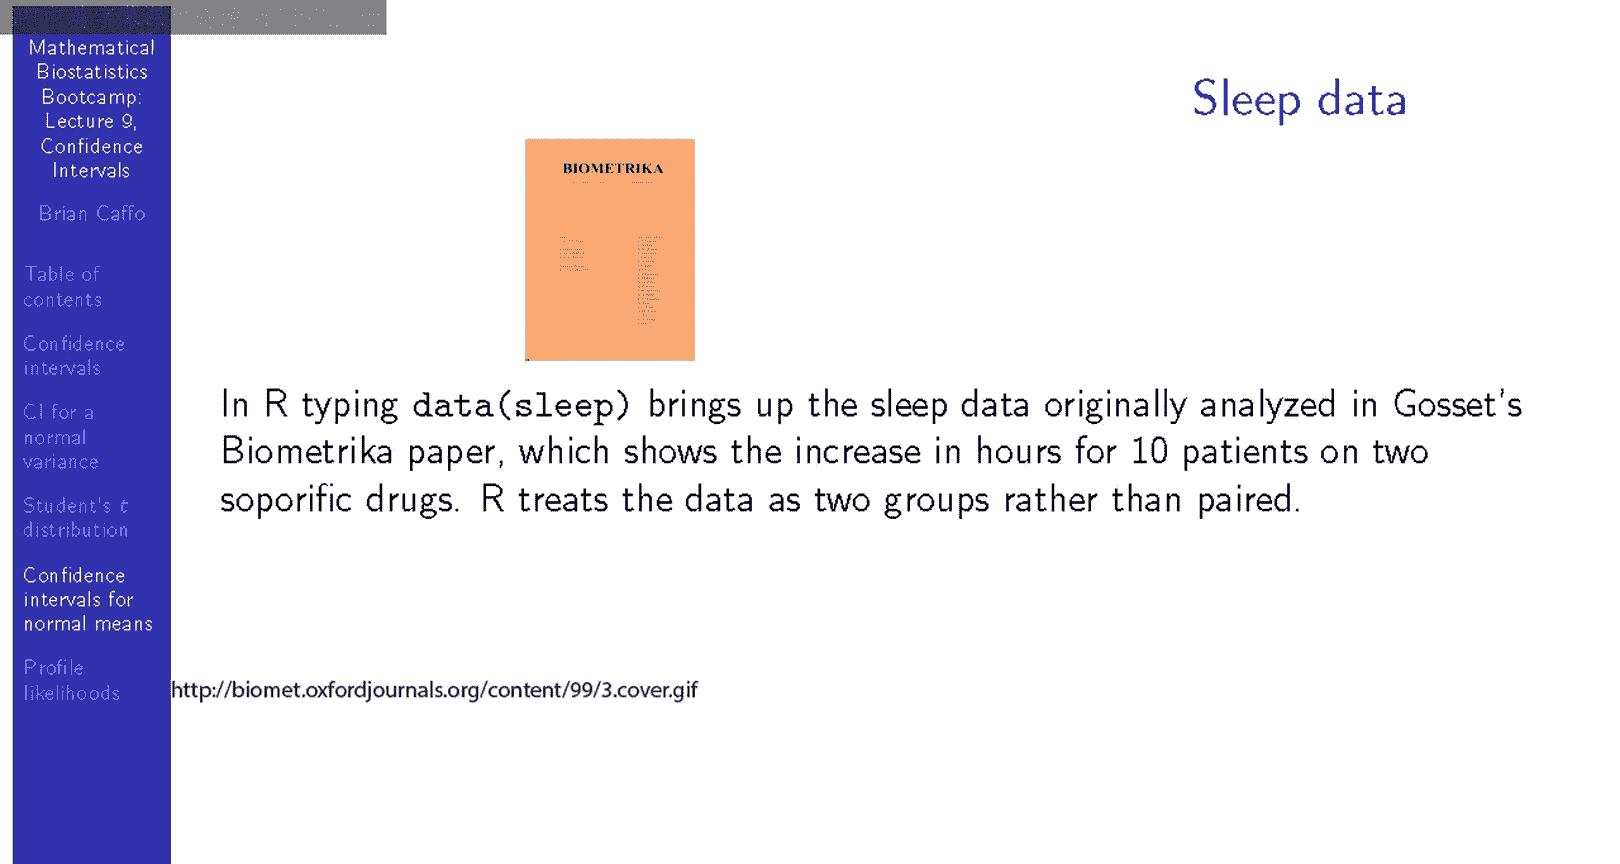 Mathematical
Biostatistics
Bootcamp:
Lecture 9,
Confidence
Intervals
Brian Caffo
Table of
contents
Confidence
intervals
CI for a
normal
variance
Student's t
distribution
Confidence
intervals for
normal means
Profile
likelihoods
Sleep data
BIOMETRIKA
In R typing data(sleep) brings up the sleep data originally analyzed in Gosset's
Biometrika paper, which shows the increase in hours for 10 patients on two
soporific drugs. R treats the data as two groups rather than paired.
http://biomet.oxfordjournals.org/content/99/3.cover.gif